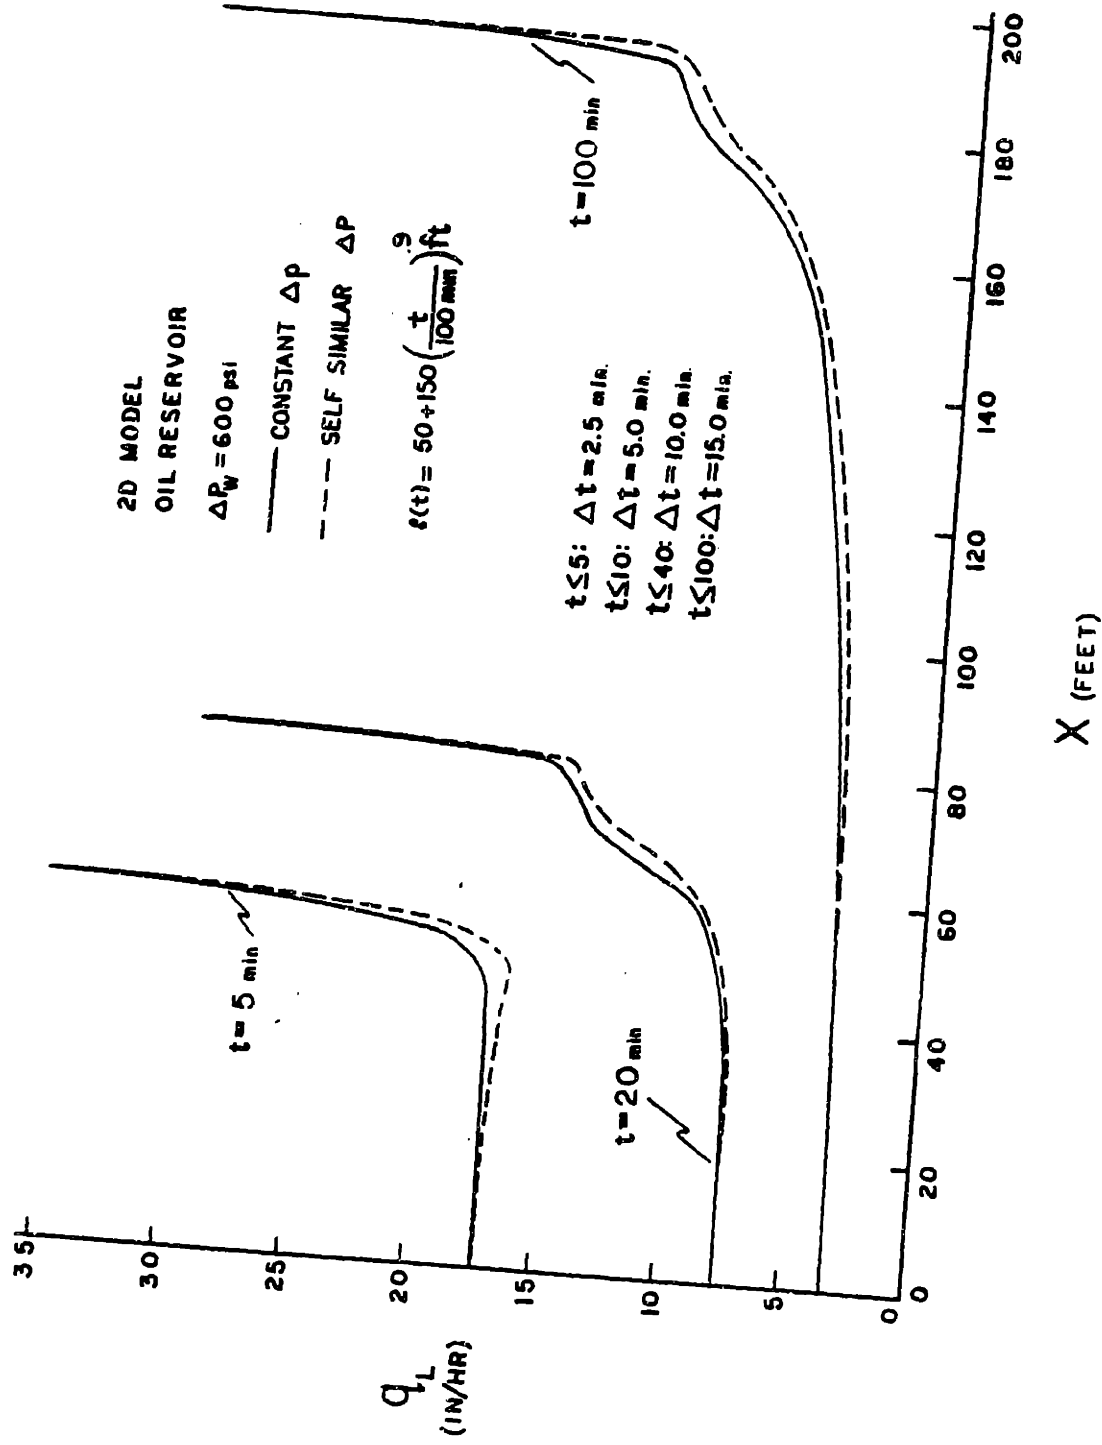 2D MODEL
OIL RESERVOIR
ΔP_W = 600 psi
CONSTANT Δp
SELF SIMILAR ΔP
ℓ(t) = 50+150(t/100 min)^.9 ft
t≤5: Δt=2.5 min.
t≤10: Δt=5.0 min.
t≤40: Δt=10.0 min.
t≤100: Δt=15.0 min.
t=5 min
t=20 min
t=100 min
q_L
(IN/HR)
35
30
25
20
15
10
5
0
0
20
40
60
80
100
120
140
160
180
200
X (FEET)